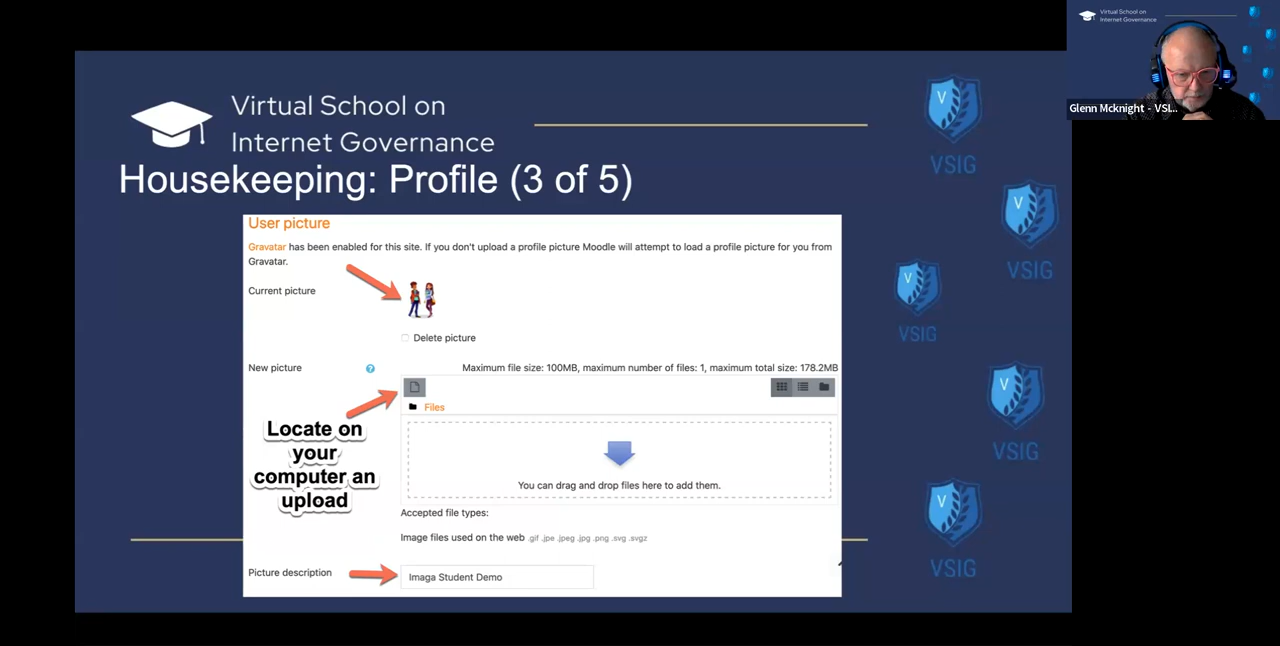 Virtual School on
Internet Governance
Housekeeping: Profile (3 of 5)
User picture
Gravatar has been enabled for this site. If you don't upload a profile picture Moodle will attempt to load a profile picture for you from
Gravatar.
Current picture
Delete picture
New picture
Maximum file size: 100MB, maximum number of files: 1, maximum total size: 178.2MB
Files
Locate on
your
computer an
upload
You can drag and drop files here to add them.
Accepted file types:
Image files used on the web .gif .jpe .jpeg .jpg .png .svg .svgz
Picture description
Imaga Student Demo
V
VSIG
V
VSIG
V
VSIG
V
VSIG
V
VSIG
Virtual School on
Internet Governance
Glenn Mcknight - VSI...